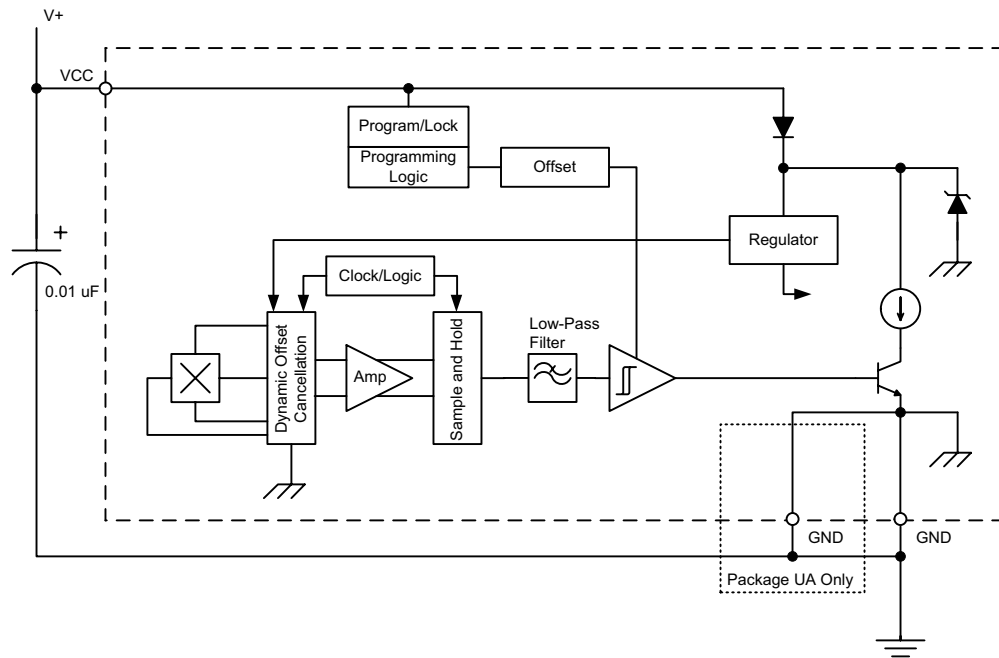 V+
VCC
Program/Lock
Programming
Logic
Offset
Regulator
+
0.01 uF
Clock/Logic
Dynamic Offset
Cancellation
Amp
Sample and Hold
Low-Pass
Filter
GND
GND
Package UA Only